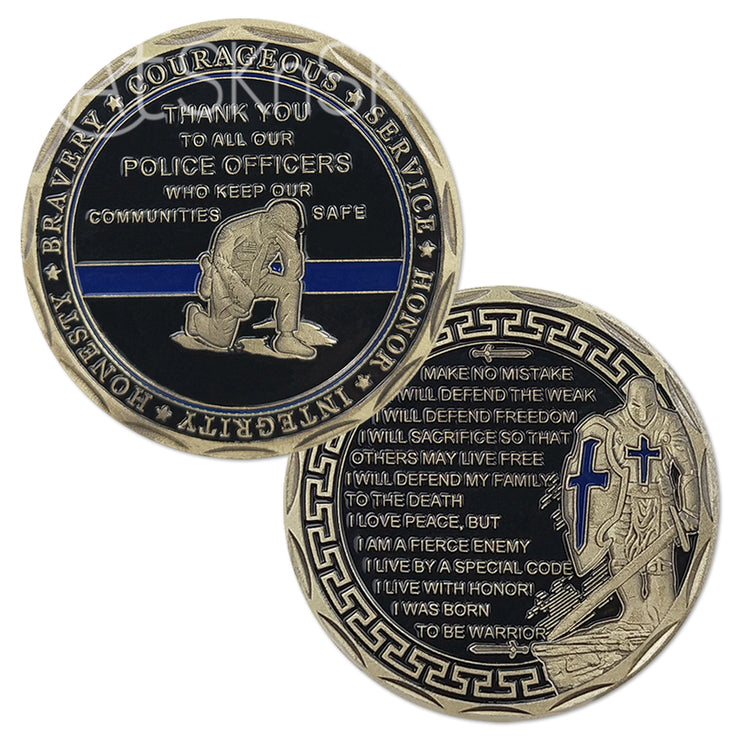 BRAVERY ★ COURAGEOUS ★ SERVICE ★ HONOR ★ INTEGRITY ★ HONESTY ★
THANK YOU
TO ALL OUR
POLICE OFFICERS
WHO KEEP OUR
COMMUNITIES SAFE
MAKE NO MISTAKE
I WILL DEFEND THE WEAK
I WILL DEFEND FREEDOM
I WILL SACRIFICE SO THAT
OTHERS MAY LIVE FREE
I WILL DEFEND MY FAMILY
TO THE DEATH
I LOVE PEACE, BUT
I AM A FIERCE ENEMY
I LIVE BY A SPECIAL CODE
I LIVE WITH HONOR!
I WAS BORN
TO BE WARRIOR